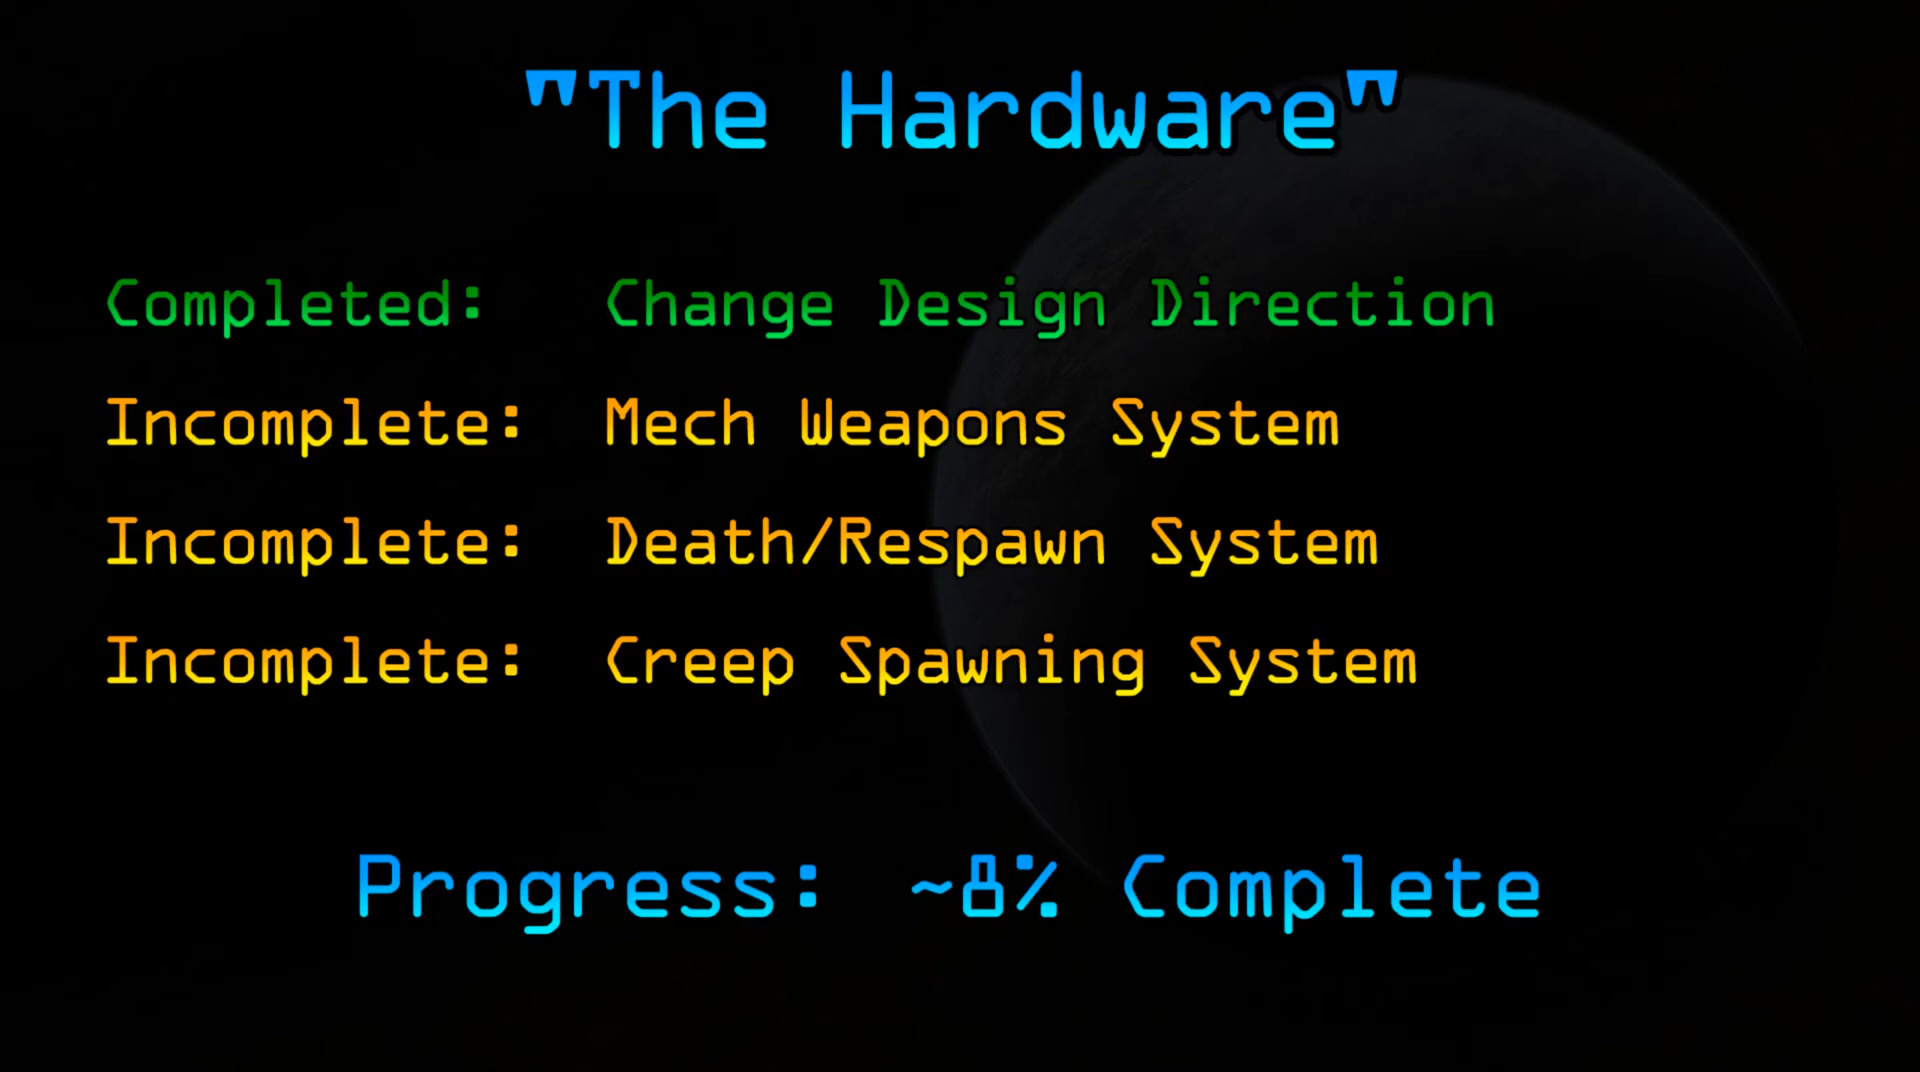 "The Hardware"
Completed: Change Design Direction
Incomplete: Mech Weapons System
Incomplete: Death/Respawn System
Incomplete: Creep Spawning System
Progress: ~8% Complete